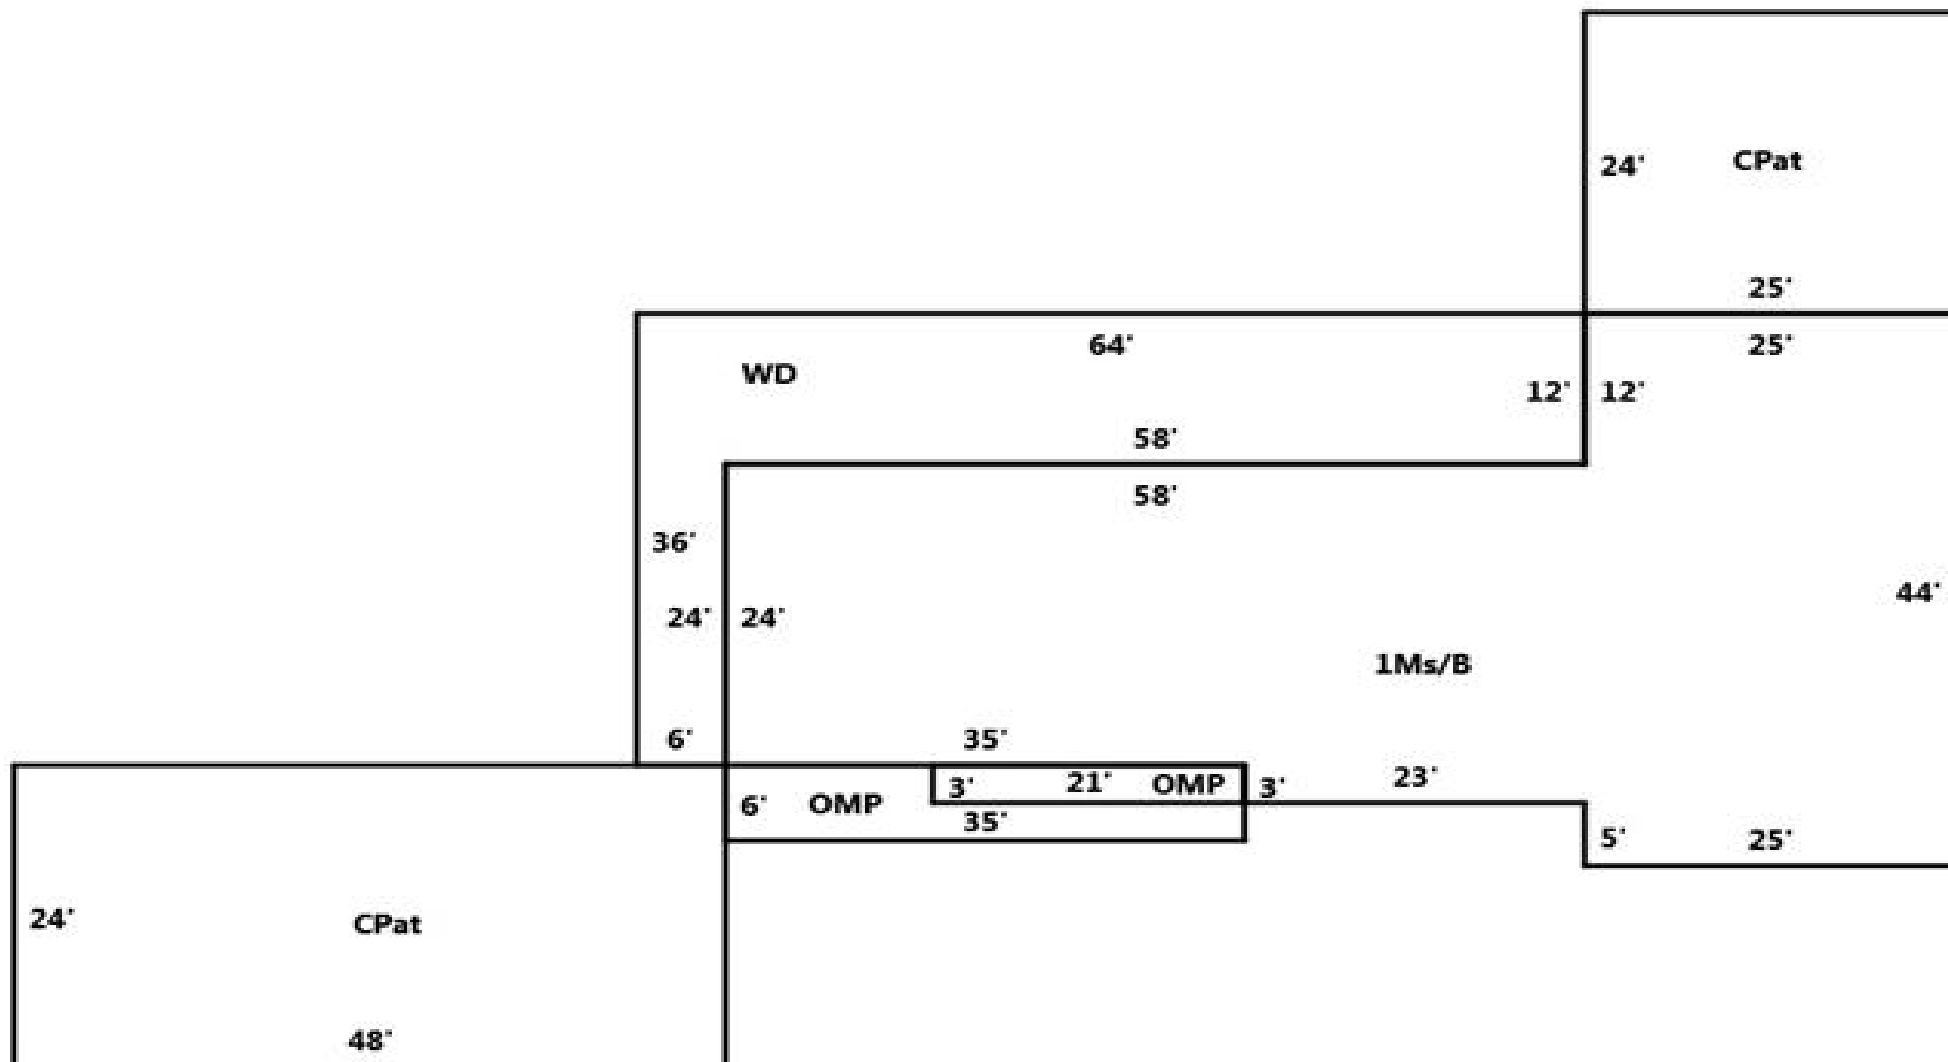 24' CPat
25'
64' 25'
WD
12' 12'
58'
58'
36'
44'
24' 24'
1Ms/B
6' 35'
3' 21' OMP 3' 23'
6' OMP
35'
5' 25'
24' CPat
48'